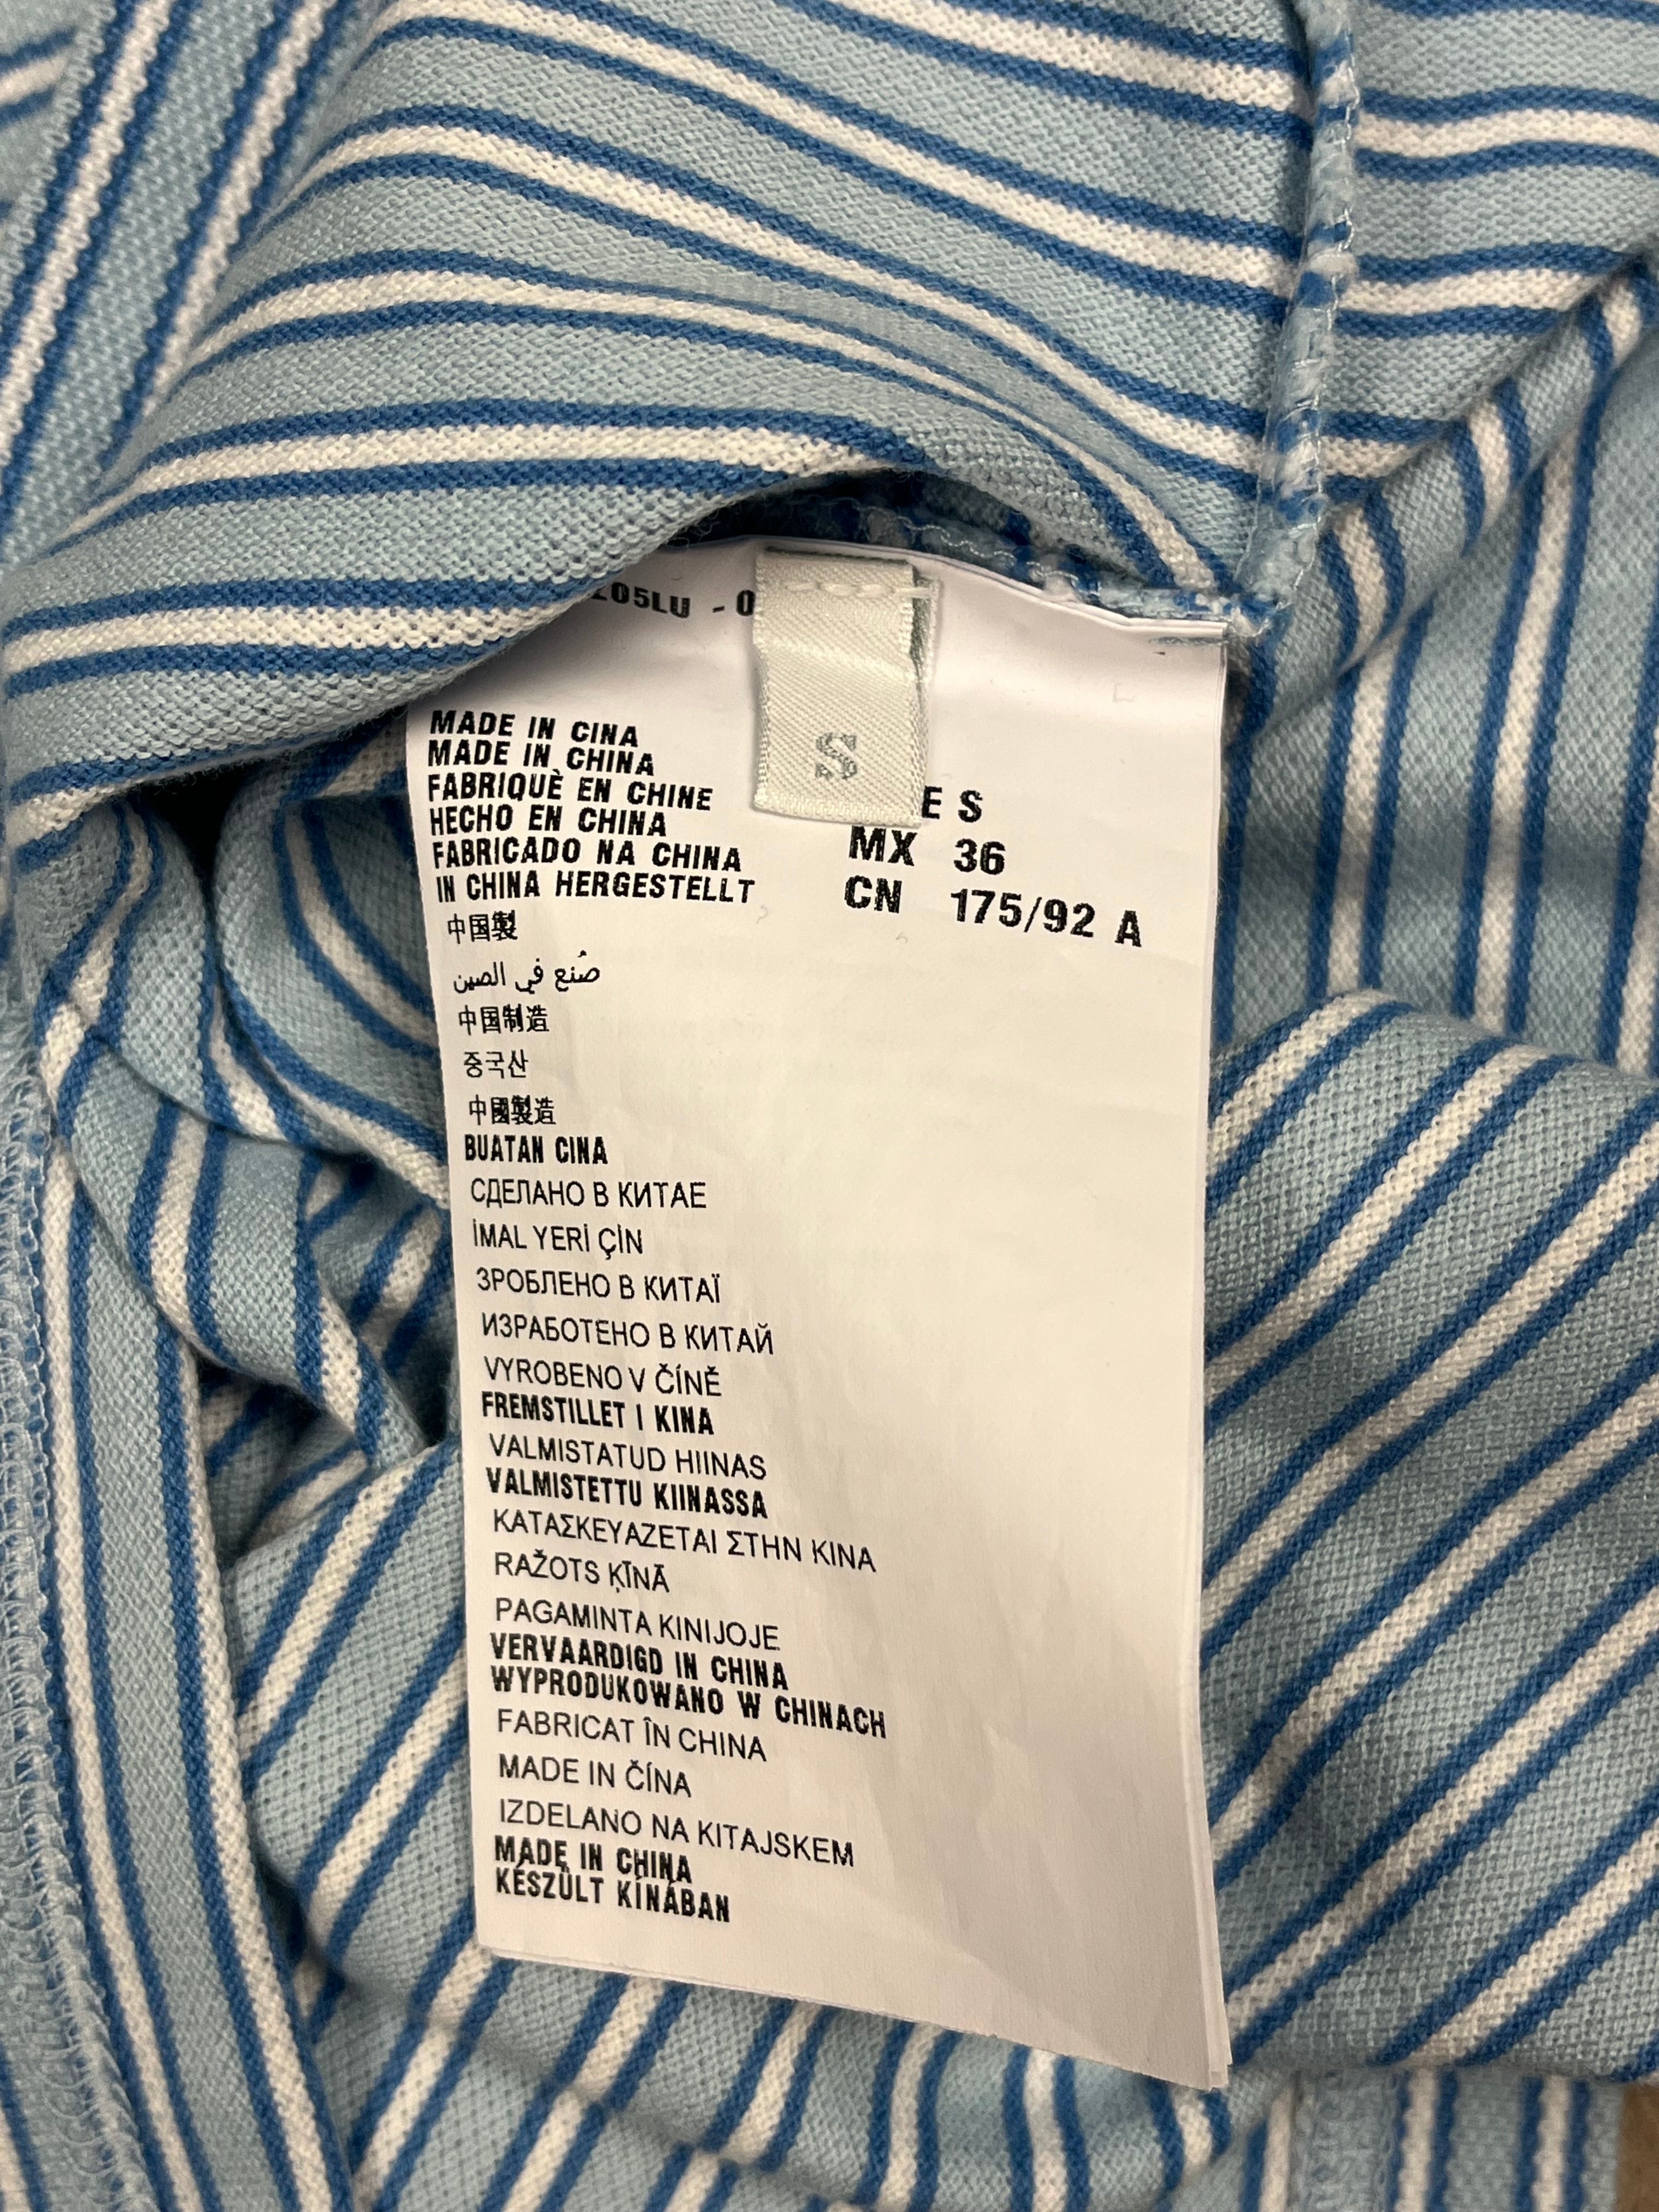 05LU - 0
S
MADE IN CINA
MADE IN CHINA
FABRIQUÈ EN CHINE
HECHO EN CHINA
FABRICADO NA CHINA
IN CHINA HERGESTELLT
E S
MX 36
CN 175/92 A
中国製
صُنع في الصين
中国制造
중국산
中國製造
BUATAN CINA
СДЕЛАНО В КИТАЕ
İMAL YERİ ÇİN
ЗРОБЛЕНО В КИТАЇ
ИЗРАБОТЕНО В КИТАЙ
VYROBENO V ČÍNĚ
FREMSTILLET I KINA
VALMISTATUD HIINAS
VALMISTETTU KIINASSA
ΚΑΤΑΣΚΕΥΑΖΕΤΑΙ ΣΤΗΝ ΚΙΝΑ
RAŽOTS ĶĪNĀ
PAGAMINTA KINIJOJE
VERVAARDIGD IN CHINA
WYPRODUKOWANO W CHINACH
FABRICAT ÎN CHINA
MADE IN ČÍNA
IZDELANO NA KITAJSKEM
MADE IN CHINA
KÉSZÜLT KÍNÁBAN